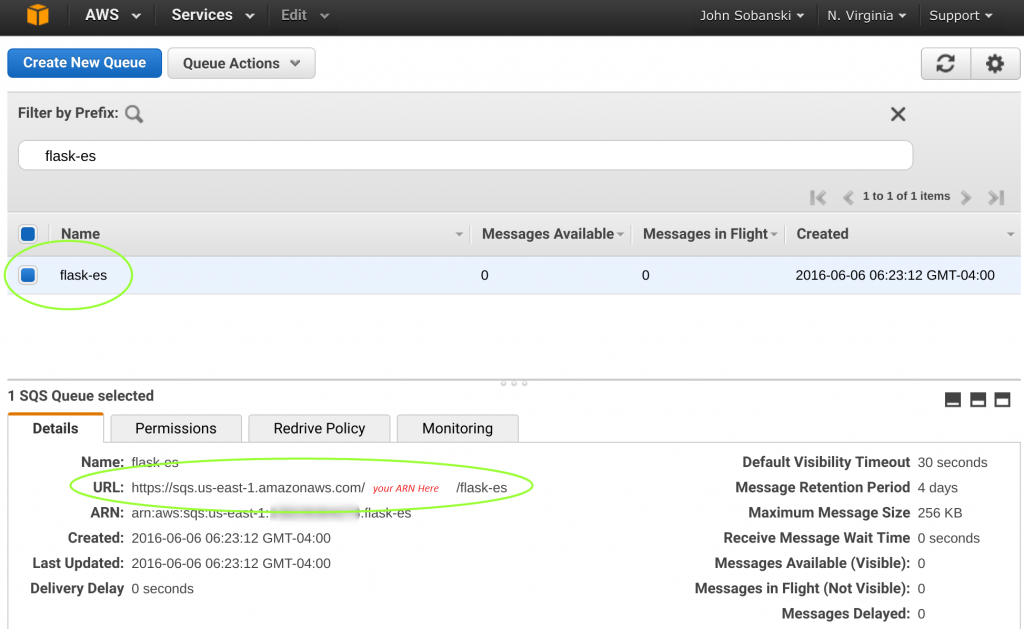 AWS Services Edit John Sobanski N. Virginia Support
Create New Queue Queue Actions
Filter by Prefix:
flask-es
1 to 1 of 1 items
Name Messages Available Messages in Flight Created
flask-es 0 0 2016-06-06 06:23:12 GMT-04:00
1 SQS Queue selected
Details Permissions Redrive Policy Monitoring
Name: flask-es Default Visibility Timeout 30 seconds
URL: https://sqs.us-east-1.amazonaws.com/ your ARN Here /flask-es Message Retention Period 4 days
ARN: arn:aws:sqs:us-east-1: :flask-es Maximum Message Size 256 KB
Created: 2016-06-06 06:23:12 GMT-04:00 Receive Message Wait Time 0 seconds
Last Updated: 2016-06-06 06:23:12 GMT-04:00 Messages Available (Visible): 0
Delivery Delay 0 seconds Messages in Flight (Not Visible): 0
Messages Delayed: 0